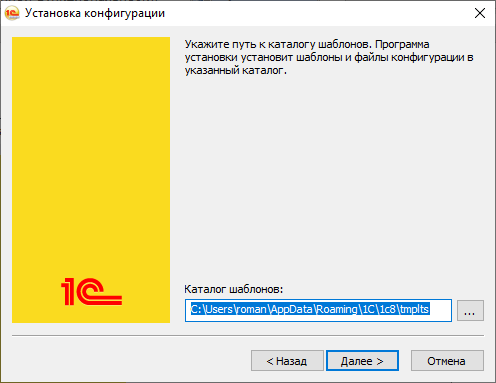 Установка конфигурации
Укажите путь к каталогу шаблонов. Программа
установки установит шаблоны и файлы конфигурации в
указанный каталог.
1С
Каталог шаблонов:
C:\Users\roman\AppData\Roaming\1C\1c8\tmplts
...
< Назад
Далее >
Отмена